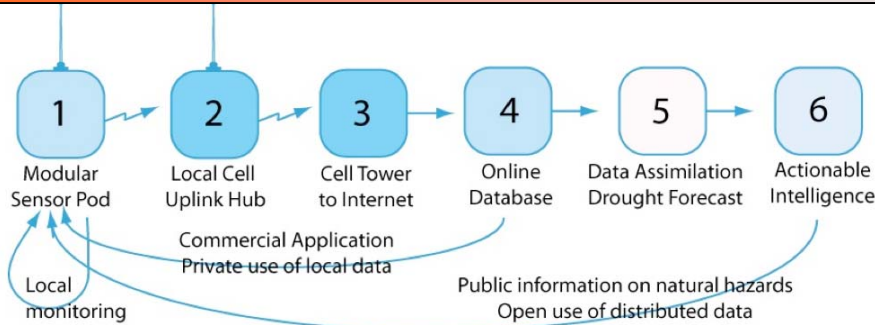 1
2
3
4
5
6
Modular
Sensor Pod
Local Cell
Uplink Hub
Cell Tower
to Internet
Online
Database
Data Assimilation
Drought Forecast
Actionable
Intelligence
Commercial Application
Private use of local data
Local
monitoring
Public information on natural hazards
Open use of distributed data